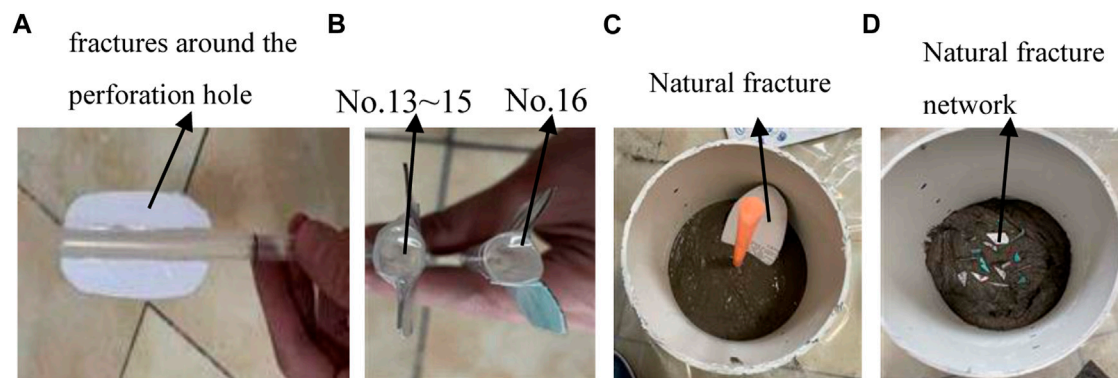 A
fractures around the
perforation hole
B
No.13~15
No.16
C
Natural fracture
D
Natural fracture
network